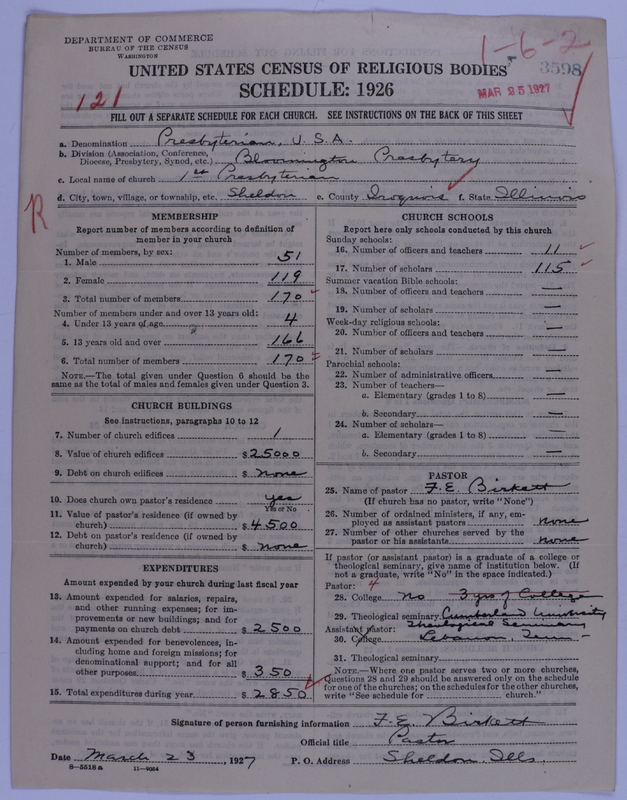 DEPARTMENT OF COMMERCE
BUREAU OF THE CENSUS
WASHINGTON
1-6-2
3598
UNITED STATES CENSUS OF RELIGIOUS BODIES
SCHEDULE: 1926
121
MAR 25 1927
FILL OUT A SEPARATE SCHEDULE FOR EACH CHURCH. SEE INSTRUCTIONS ON THE BACK OF THIS SHEET
a. Denomination Presbyterian, U.S.A.
b. Division (Association, Conference, Diocese, Presbytery, Synod, etc.) Bloomington Presbytery
c. Local name of church 1st Presbyterian
d. City, town, village, or township, etc. Sheldon e. County Iroquois f. State Illinois
R
MEMBERSHIP
Report number of members according to definition of
member in your church
Number of members, by sex:
1. Male 51
2. Female 119
3. Total number of members 170
Number of members under and over 13 years old:
4. Under 13 years of age 4
5. 13 years old and over 166
6. Total number of members 170
NOTE.—The total given under Question 6 should be
same as the total of males and females given under Question 3.
CHURCH BUILDINGS
See instructions, paragraphs 10 to 12
7. Number of church edifices 1
8. Value of church edifices $25000
9. Debt on church edifices $ none
10. Does church own pastor's residence yes
Yes or No
11. Value of pastor's residence (if owned by
church) $4500
12. Debt on pastor's residence (if owned by
church) $ none
EXPENDITURES
Amount expended by your church during last fiscal year
13. Amount expended for salaries, repairs,
and other running expenses; for im-
provements or new buildings; and for
payments on church debt $2500
14. Amount expended for benevolences, in-
cluding home and foreign missions; for
denominational support; and for all
other purposes $350
15. Total expenditures during year $2850
CHURCH SCHOOLS
Report here only schools conducted by this church
Sunday schools:
16. Number of officers and teachers 11
17. Number of scholars 115
Summer vacation Bible schools:
18. Number of officers and teachers —
19. Number of scholars —
Week-day religious schools:
20. Number of officers and teachers —
21. Number of scholars —
Parochial schools:
22. Number of administrative officers —
23. Number of teachers—
a. Elementary (grades 1 to 8) —
b. Secondary —
24. Number of scholars—
a. Elementary (grades 1 to 8) —
b. Secondary —
PASTOR
25. Name of pastor F. E. Birkett
(If church has no pastor, write "None")
26. Number of ordained ministers, if any, em-
ployed as assistant pastors none
27. Number of other churches served by the
pastor or his assistants none
If pastor (or assistant pastor) is a graduate of a college or
theological seminary, give name of institution below. (If
not a graduate, write "No" in the space indicated.)
Pastor: 4
28. College no 3 yrs of College
29. Theological seminary Cumberland University
Theological Seminary
Assistant pastor:
30. College Lebanon, Tenn
31. Theological seminary
NOTE.—Where one pastor serves two or more churches,
Questions 28 and 29 should be answered only on the schedule
for one of the churches; on the schedules for the other churches,
write "See schedule for church."
Signature of person furnishing information F. E. Birkett
Official title Pastor
Date March 23, 1927 P. O. Address Sheldon, Ills.
8—5518 a 11—9064